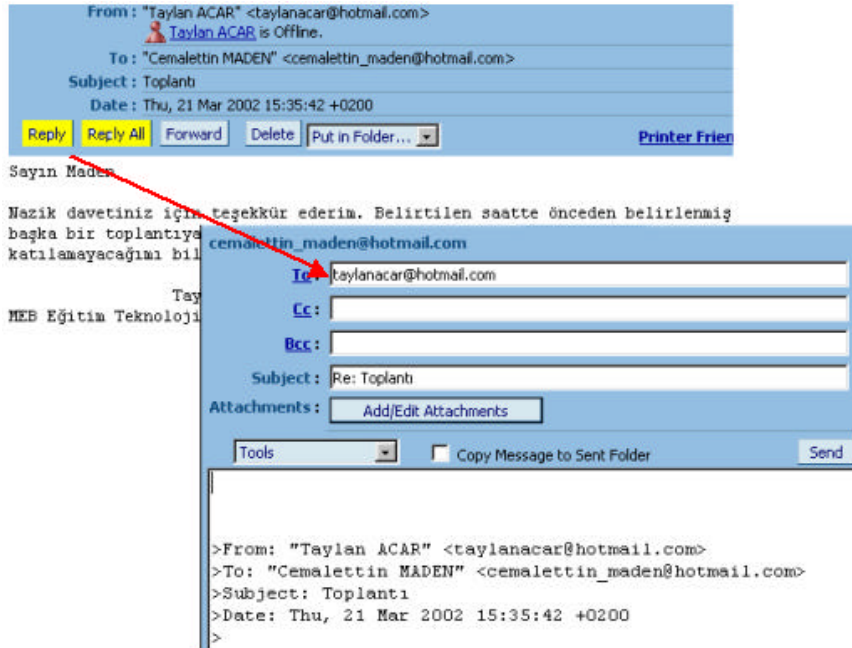 From : "Taylan ACAR" <taylanacar@hotmail.com>
Taylan ACAR is Offline.
To : "Cemalettin MADEN" <cemalettin_maden@hotmail.com>
Subject : Toplantı
Date : Thu, 21 Mar 2002 15:35:42 +0200
Reply Reply All Forward Delete Put in Folder... Printer Frien
Sayın Maden
Nazik davetiniz için teşekkür ederim. Belirtilen saatte önceden belirlenmiş
başka bir toplantıya
katılamayacağımı bil
Tay
MEB Eğitim Teknoloji
cemalettin_maden@hotmail.com
To : taylanacar@hotmail.com
Cc :
Bcc :
Subject : Re: Toplantı
Attachments : Add/Edit Attachments
Tools Copy Message to Sent Folder Send
>From: "Taylan ACAR" <taylanacar@hotmail.com>
>To: "Cemalettin MADEN" <cemalettin_maden@hotmail.com>
>Subject: Toplantı
>Date: Thu, 21 Mar 2002 15:35:42 +0200
>